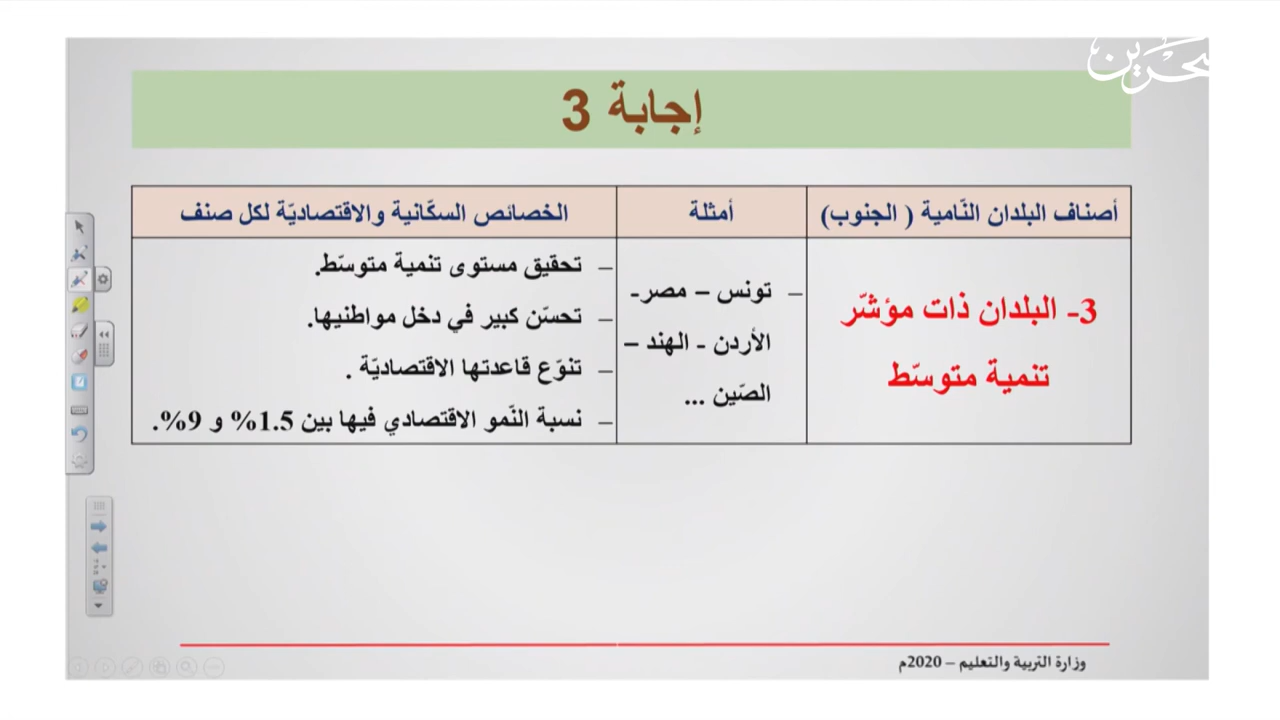 البحرين
إجابة 3
أصناف البلدان النّامية ( الجنوب)
أمثلة
الخصائص السكّانية والاقتصاديّة لكل صنف
3- البلدان ذات مؤشّر
تنمية متوسّط
– تونس – مصر-
الأردن - الهند –
الصّين ...
– تحقيق مستوى تنمية متوسّط.
– تحسّن كبير في دخل مواطنيها.
– تنوّع قاعدتها الاقتصاديّة .
– نسبة النّمو الاقتصادي فيها بين 1.5% و 9%.
وزارة التربية والتعليم – 2020م